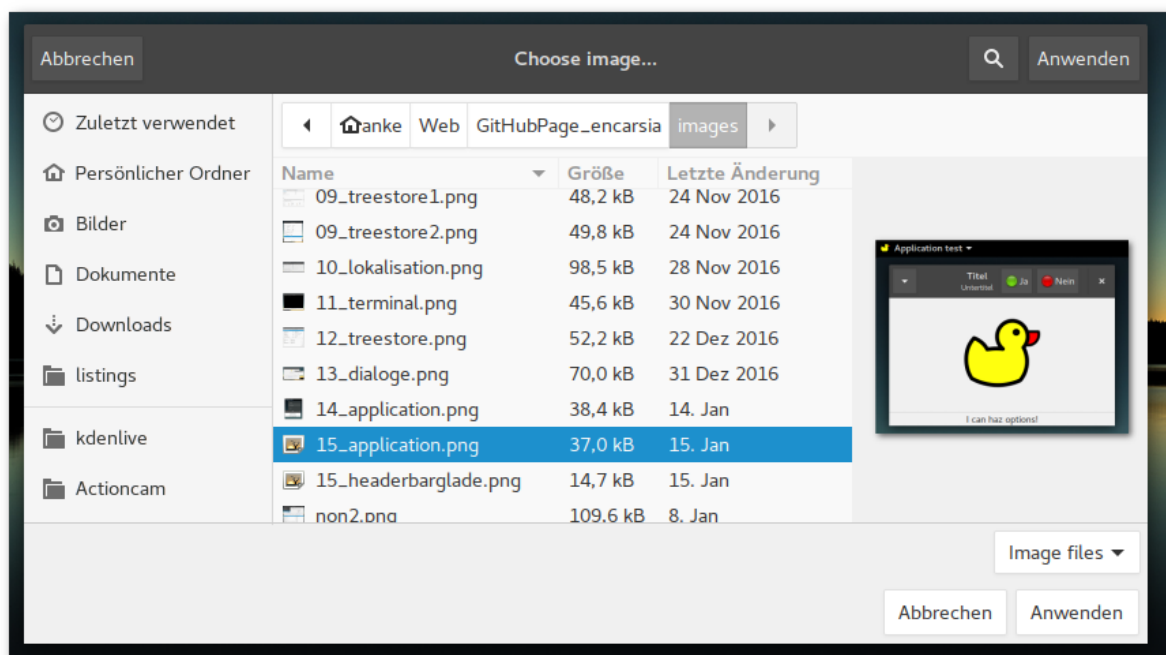 Abbrechen Choose image... Anwenden
Zuletzt verwendet
Persönlicher Ordner
Bilder
Dokumente
Downloads
listings
kdenlive
Actioncam
anke Web GitHubPage_encarsia images
Name Größe Letzte Änderung
09_treestore1.png 48,2 kB 24 Nov 2016
09_treestore2.png 49,8 kB 24 Nov 2016
10_lokalisation.png 98,5 kB 28 Nov 2016
11_terminal.png 45,6 kB 30 Nov 2016
12_treestore.png 52,2 kB 22 Dez 2016
13_dialoge.png 70,0 kB 31 Dez 2016
14_application.png 38,4 kB 14. Jan
15_application.png 37,0 kB 15. Jan
15_headerbarglade.png 14,7 kB 15. Jan
non2.png 109,6 kB 8. Jan
Application test
Titel
Untertitel
Ja Nein
I can haz options!
Image files
Abbrechen Anwenden